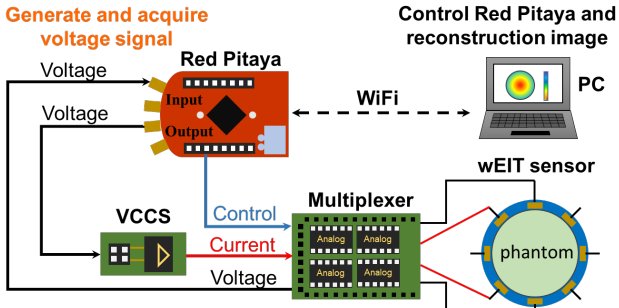 Generate and acquire
voltage signal
Control Red Pitaya and
reconstruction image
Voltage
Red Pitaya
Input
WiFi
PC
Voltage
Output
wEIT sensor
VCCS
Control
Multiplexer
Current
Analog Analog
phantom
Voltage
Analog Analog